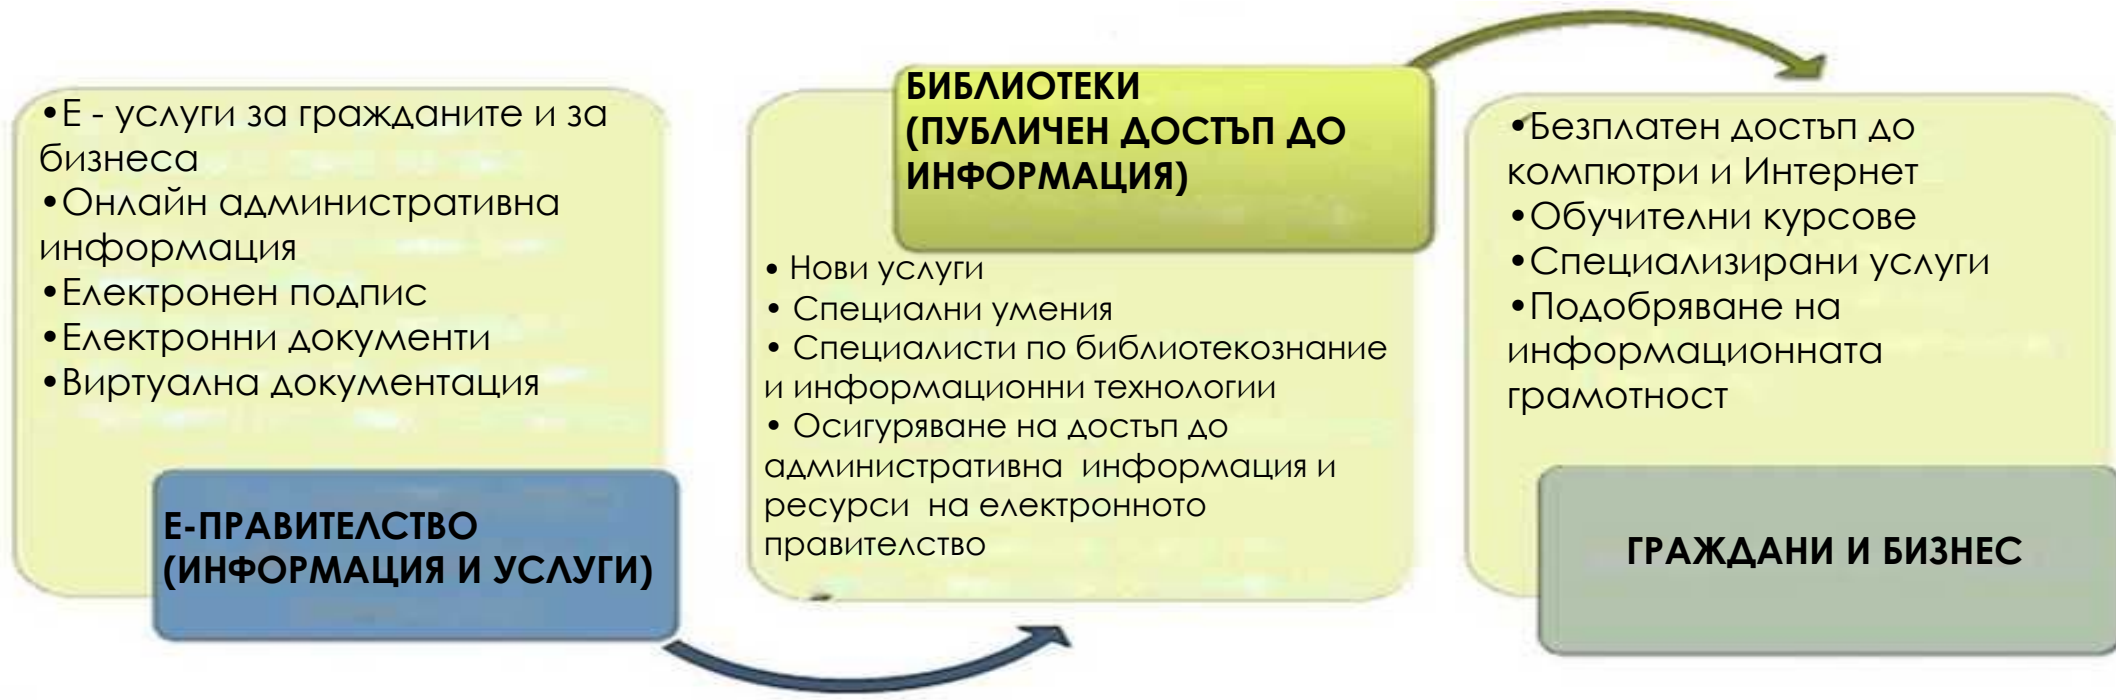 •Е - услуги за гражданите и за
бизнеса
•Онлайн административна
информация
•Електронен подпис
•Електронни документи
•Виртуална документация
Е-ПРАВИТЕЛСТВО
(ИНФОРМАЦИЯ И УСЛУГИ)
БИБЛИОТЕКИ
(ПУБЛИЧЕН ДОСТЪП ДО
ИНФОРМАЦИЯ)
• Нови услуги
• Специални умения
• Специалисти по библиотекознание
и информационни технологии
• Осигуряване на достъп до
административна  информация и
ресурси  на електронното
правителство
•Безплатен достъп до
компютри и Интернет
•Обучителни курсове
•Специализирани услуги
•Подобряване на
информационната
грамотност
ГРАЖДАНИ И БИЗНЕС